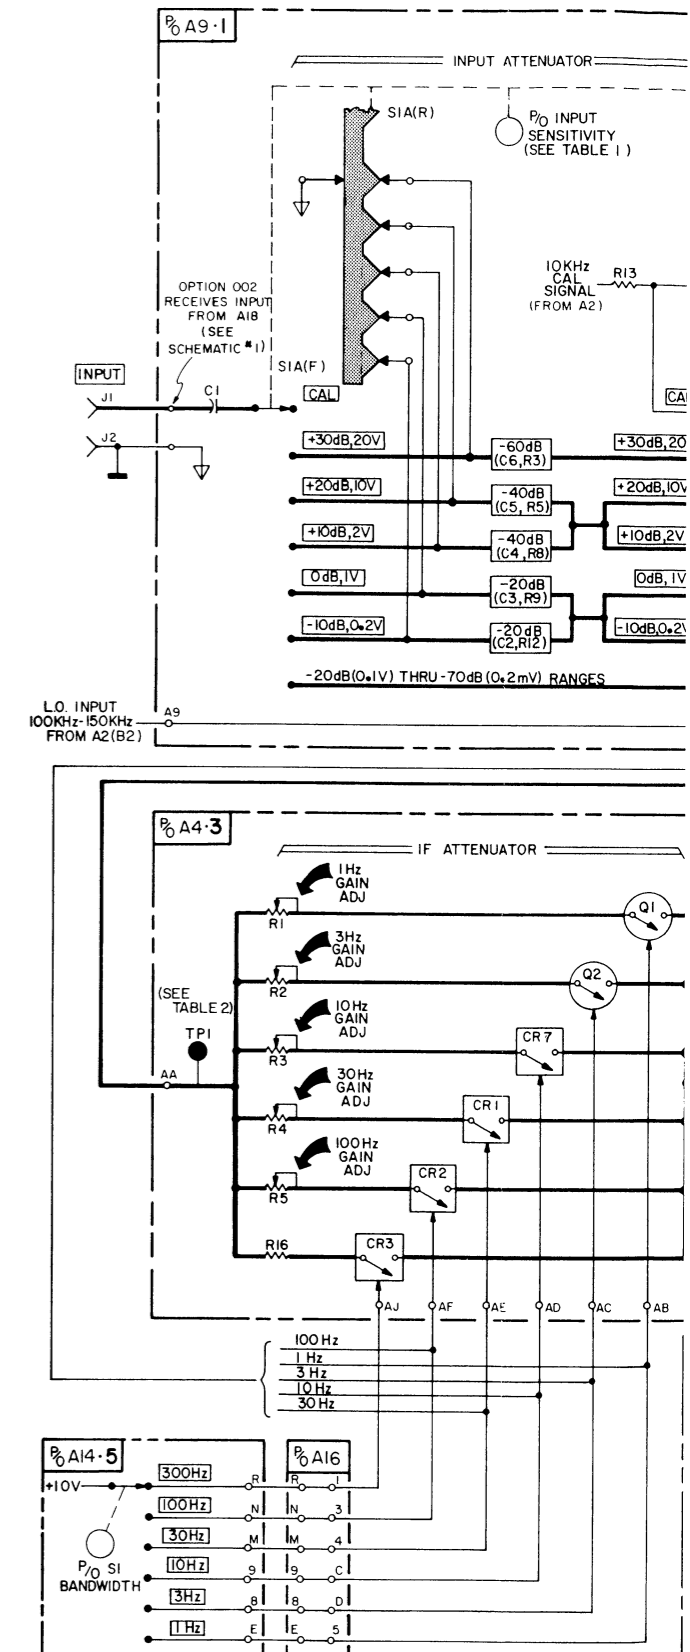 P/O A9·1
INPUT ATTENUATOR
S1A(R)
P/O INPUT
SENSITIVITY
(SEE TABLE 1)
10KHz
CAL
SIGNAL
(FROM A2)
R13
OPTION 002
RECEIVES INPUT
FROM A18
(SEE
SCHEMATIC #1)
S1A(F)
INPUT
J1
C1
CAL
CA
J2
+30dB,20V
-60dB
(C6,R3)
+30dB,20
+20dB,10V
-40dB
(C5, R5)
+20dB,10V
+10dB,2V
-40dB
(C4,R8)
+10dB,2V
0dB,1V
-20dB
(C3,R9)
0dB, 1V
-10dB,0.2V
-20dB
(C2,R12)
-10dB,0.2V
-20dB(0.1V) THRU -70dB(0.2mV) RANGES
L.O. INPUT
100KHz-150KHz
FROM A2(B2)
A9
P/O A4·3
IF ATTENUATOR
1Hz
GAIN
ADJ
R1
Q1
3Hz
GAIN
ADJ
R2
Q2
(SEE
TABLE 2)
TP1
10Hz
GAIN
ADJ
R3
CR7
AA
30Hz
GAIN
ADJ
R4
CR1
100Hz
GAIN
ADJ
R5
CR2
R16
CR3
AJ AF AE AD AC AB
100Hz
1 Hz
3 Hz
10Hz
30Hz
P/O A14·5
P/O A16
+10V
300Hz R R 1
100Hz N N 3
30Hz M M 4
10Hz 9 9 C
3Hz 8 8 D
1 Hz E E 5
P/O S1
BANDWIDTH